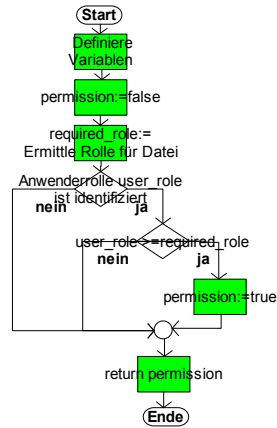 Start
Definiere
Variablen
permission:=false
required_role:=
Ermittle Rolle für Datei
Anwenderrolle user_role
ist identifiziert
nein
ja
user_role>=required_role
nein
ja
permission:=true
return permission
Ende